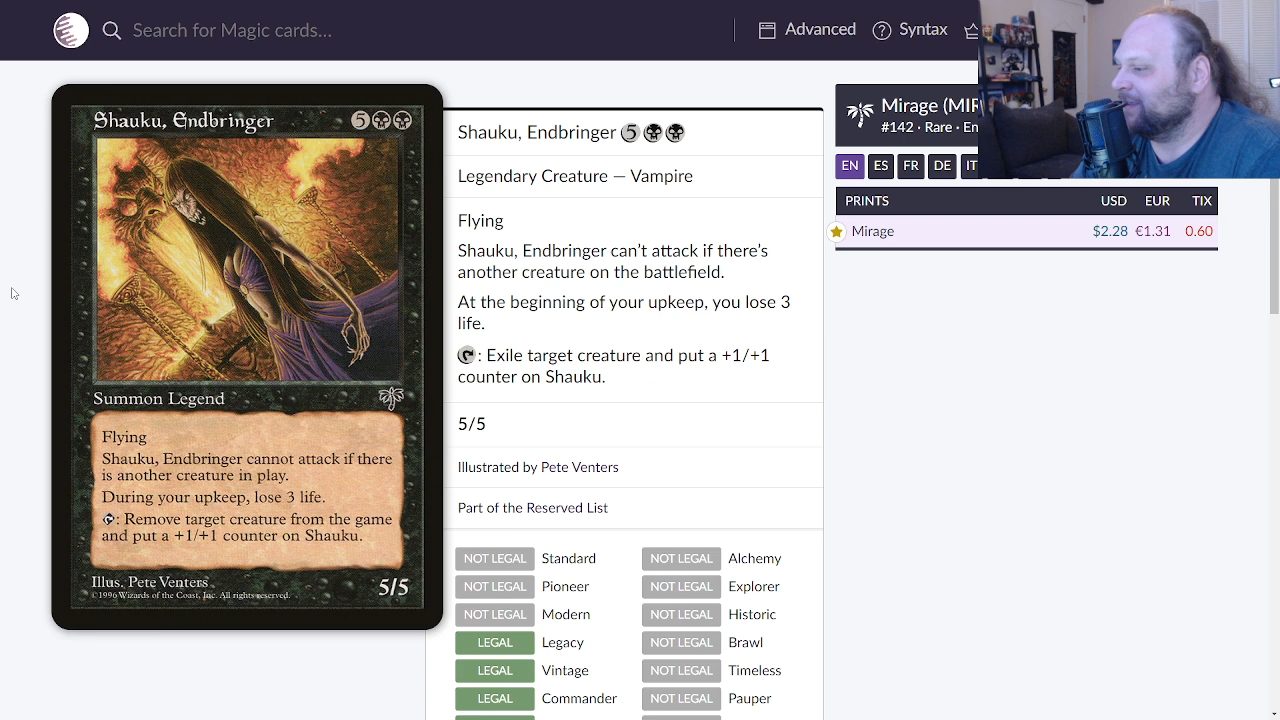 Search for Magic cards...
Advanced
Syntax
Shauku, Endbringer 5
Summon Legend
Flying
Shauku, Endbringer cannot attack if there
is another creature in play.
During your upkeep, lose 3 life.
: Remove target creature from the game
and put a +1/+1 counter on Shauku.
Illus. Pete Venters
©1996 Wizards of the Coast, Inc. All rights reserved.
5/5
Shauku, Endbringer 5
Legendary Creature — Vampire
Flying
Shauku, Endbringer can't attack if there's
another creature on the battlefield.
At the beginning of your upkeep, you lose 3
life.
: Exile target creature and put a +1/+1
counter on Shauku.
5/5
Illustrated by Pete Venters
Part of the Reserved List
NOT LEGAL Standard NOT LEGAL Alchemy
NOT LEGAL Pioneer NOT LEGAL Explorer
NOT LEGAL Modern NOT LEGAL Historic
LEGAL Legacy NOT LEGAL Brawl
LEGAL Vintage NOT LEGAL Timeless
LEGAL Commander NOT LEGAL Pauper
Mirage (MIR
#142 · Rare · En
EN ES FR DE IT
PRINTS USD EUR TIX
Mirage $2.28 €1.31 0.60